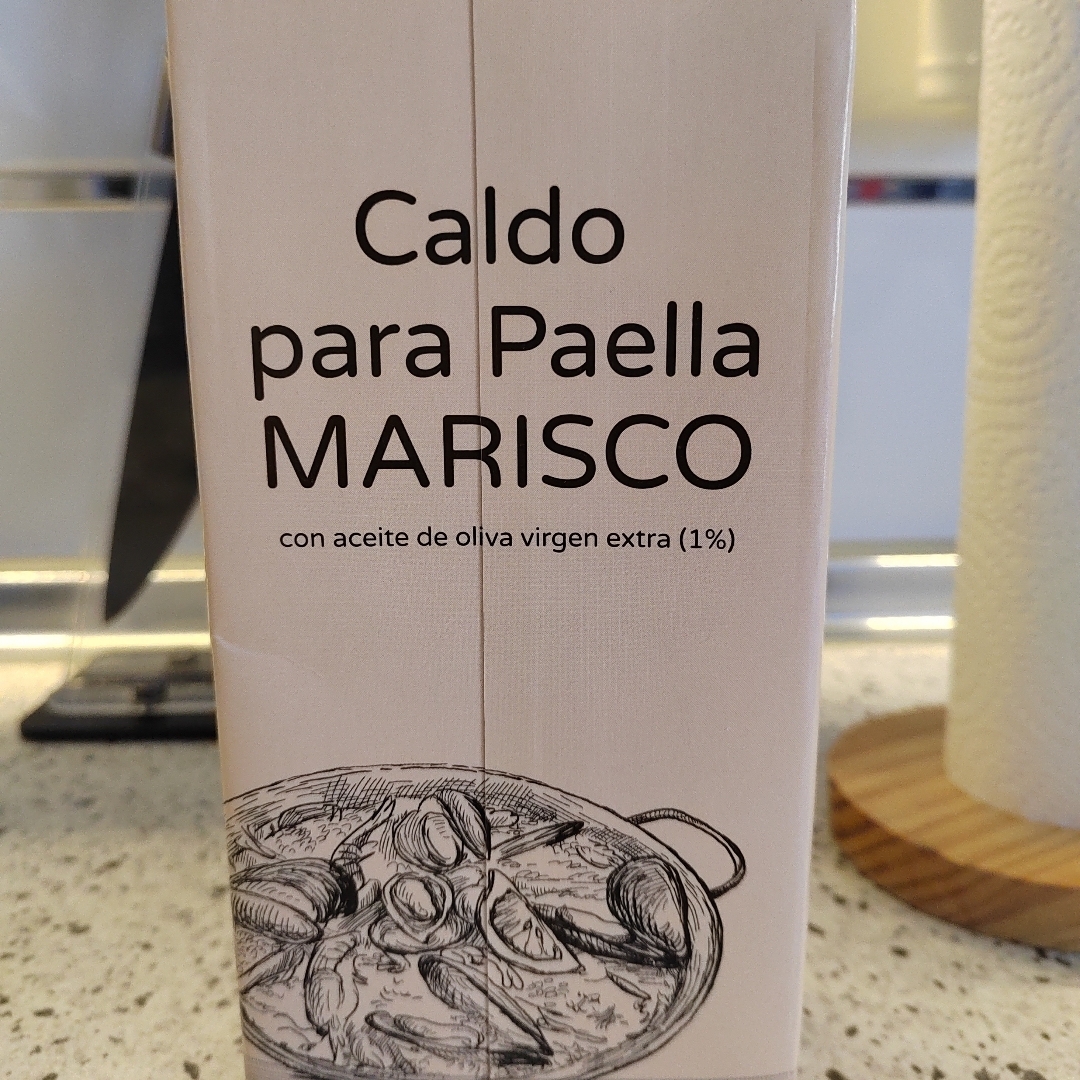 Caldo
para Paella
MARISCO
con aceite de oliva virgen extra (1%)